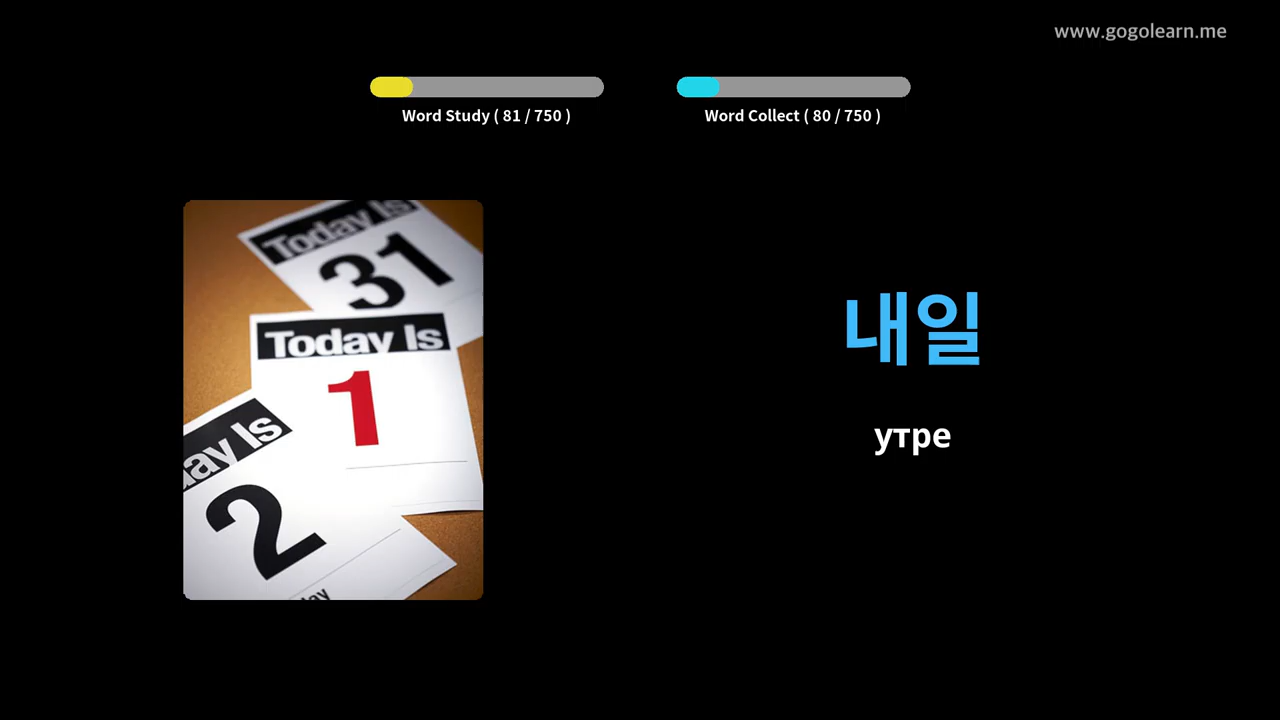 www.gogolearn.me
Word Study ( 81 / 750 )
Word Collect ( 80 / 750 )
Today Is
31
Today Is
1
ay Is
2
ay
내일
утре